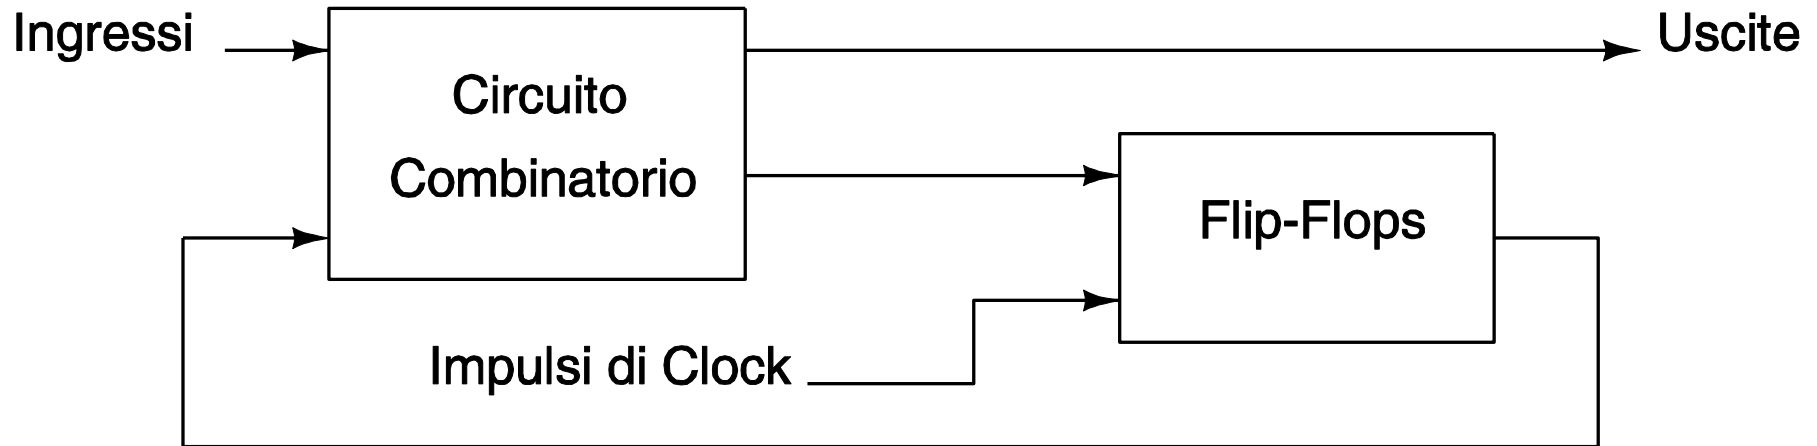 Ingressi
Uscite
Circuito
Combinatorio
Flip-Flops
Impulsi di Clock